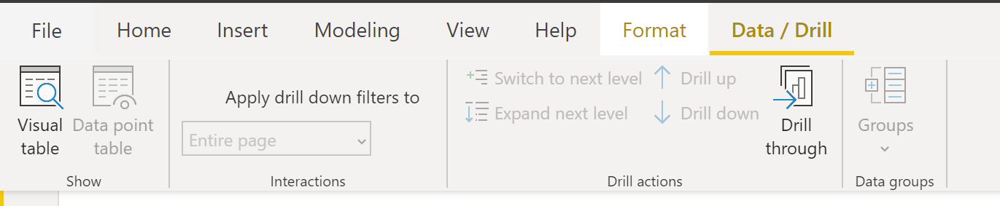 File Home Insert Modeling View Help Format Data / Drill
Visual table
Data point table
Show
Apply drill down filters to
Entire page
Interactions
Switch to next level
Expand next level
Drill up
Drill down
Drill through
Drill actions
Groups
Data groups